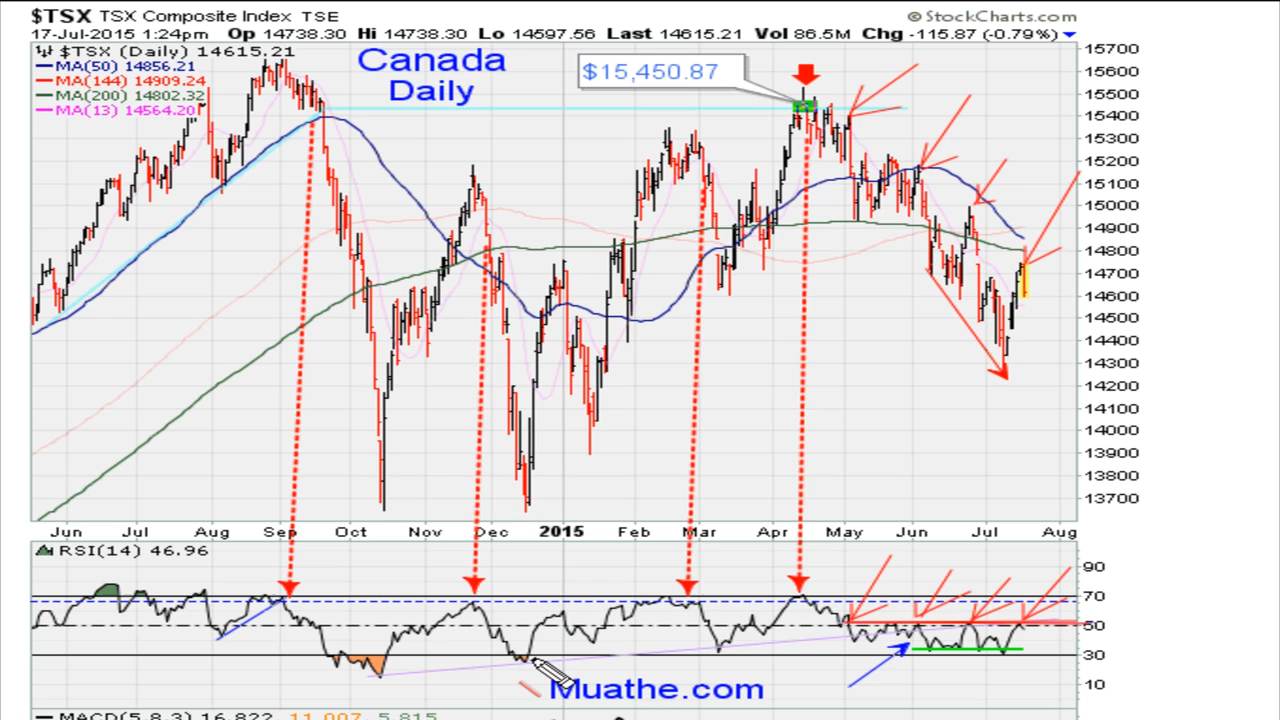 $TSX TSX Composite Index TSE
© StockCharts.com
17-Jul-2015 1:24pm Op 14738.30 Hi 14738.30 Lo 14597.56 Last 14615.21 Vol 86.5M Chg -115.87 (-0.79%)
$TSX (Daily) 14615.21
MA(50) 14856.21
MA(144) 14909.24
MA(200) 14802.32
MA(13) 14564.20
Canada
Daily
$15,450.87
15700
15600
15500
15400
15300
15200
15100
15000
14900
14800
14700
14600
14500
14400
14300
14200
14100
14000
13900
13800
13700
Jun Jul Aug Sep Oct Nov Dec 2015 Feb Mar Apr May Jun Jul Aug
RSI(14) 46.96
90
70
50
30
10
Muathe.com
MACD(5,8,3) 16.822, 11.007, 5.815